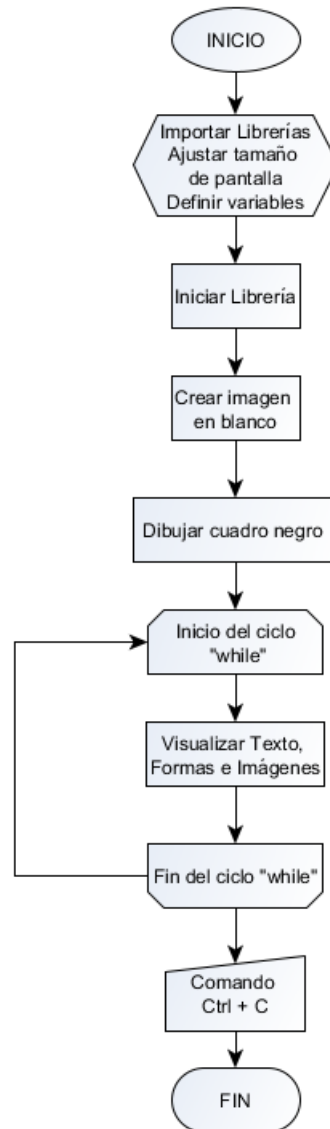 INICIO
Importar Librerías
Ajustar tamaño
de pantalla
Definir variables
Iniciar Librería
Crear imagen
en blanco
Dibujar cuadro negro
Inicio del ciclo
"while"
Visualizar Texto,
Formas e Imágenes
Fin del ciclo "while"
Comando
Ctrl + C
FIN